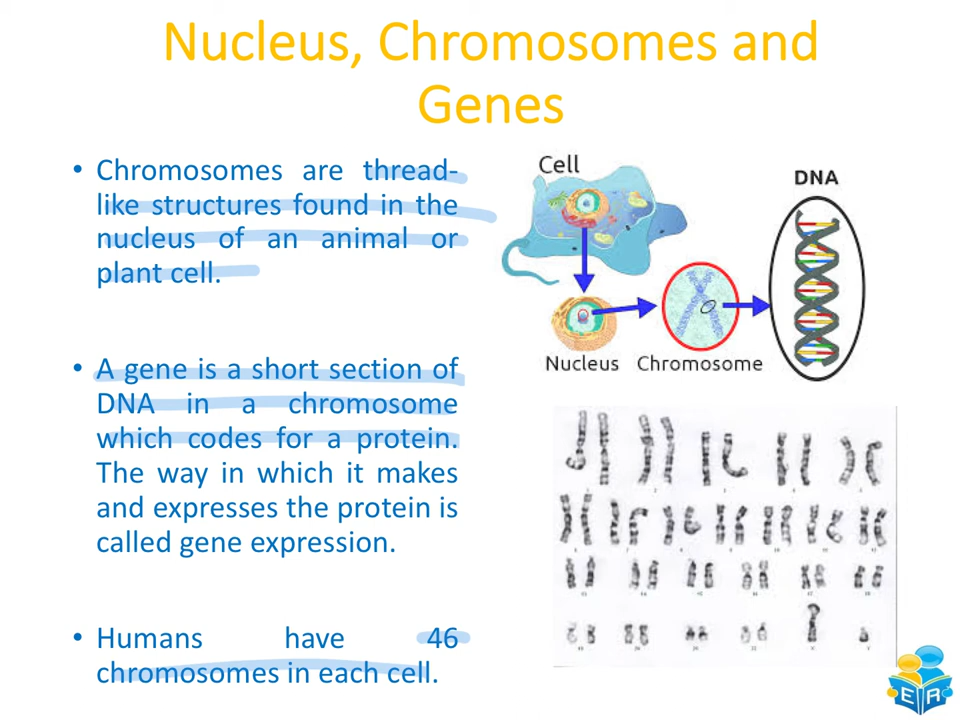 Nucleus, Chromosomes and
Genes
• Chromosomes are thread-
like structures found in the
nucleus of an animal or
plant cell.
• A gene is a short section of
DNA in a chromosome
which codes for a protein.
The way in which it makes
and expresses the protein is
called gene expression.
• Humans have 46
chromosomes in each cell.
Cell
DNA
Nucleus
Chromosome
E R